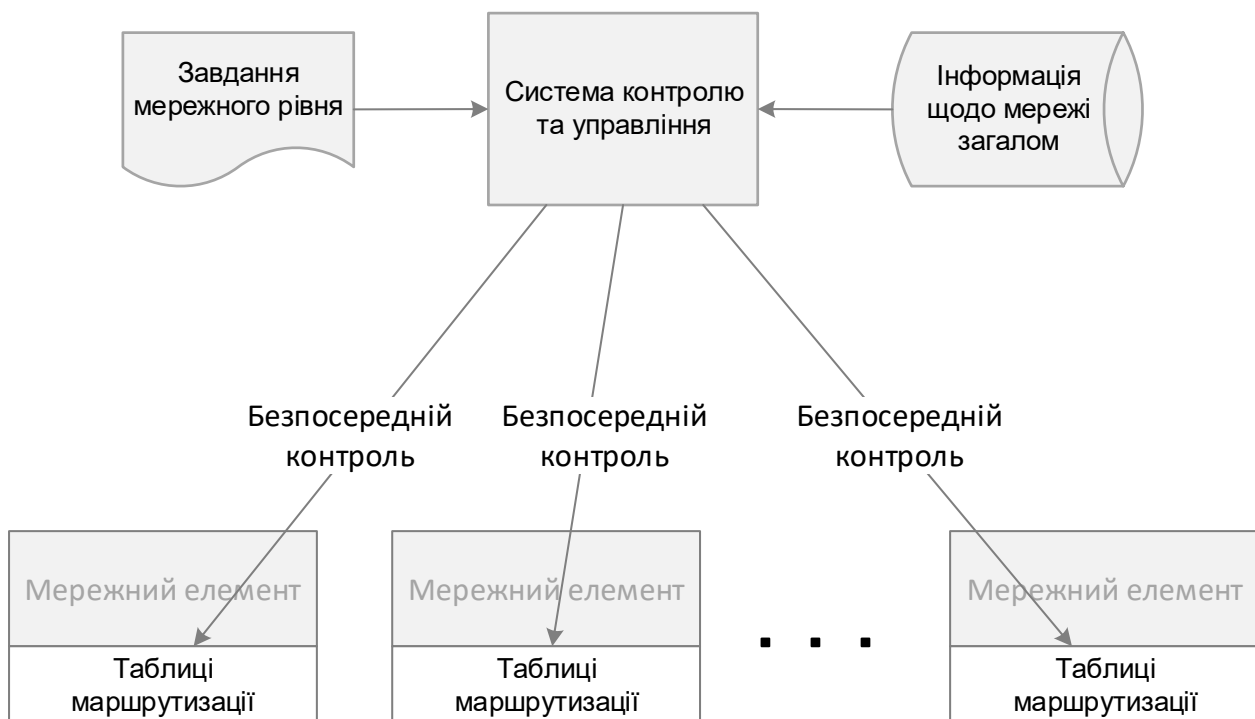 Завдання
мережного рівня
Система контролю
та управління
Інформація
щодо мережі
загалом
Безпосередній
контроль
Безпосередній
контроль
Безпосередній
контроль
Мережний елемент
Мережний елемент
Мережний елемент
. . .
Таблиці
маршрутизації
Таблиці
маршрутизації
Таблиці
маршрутизації